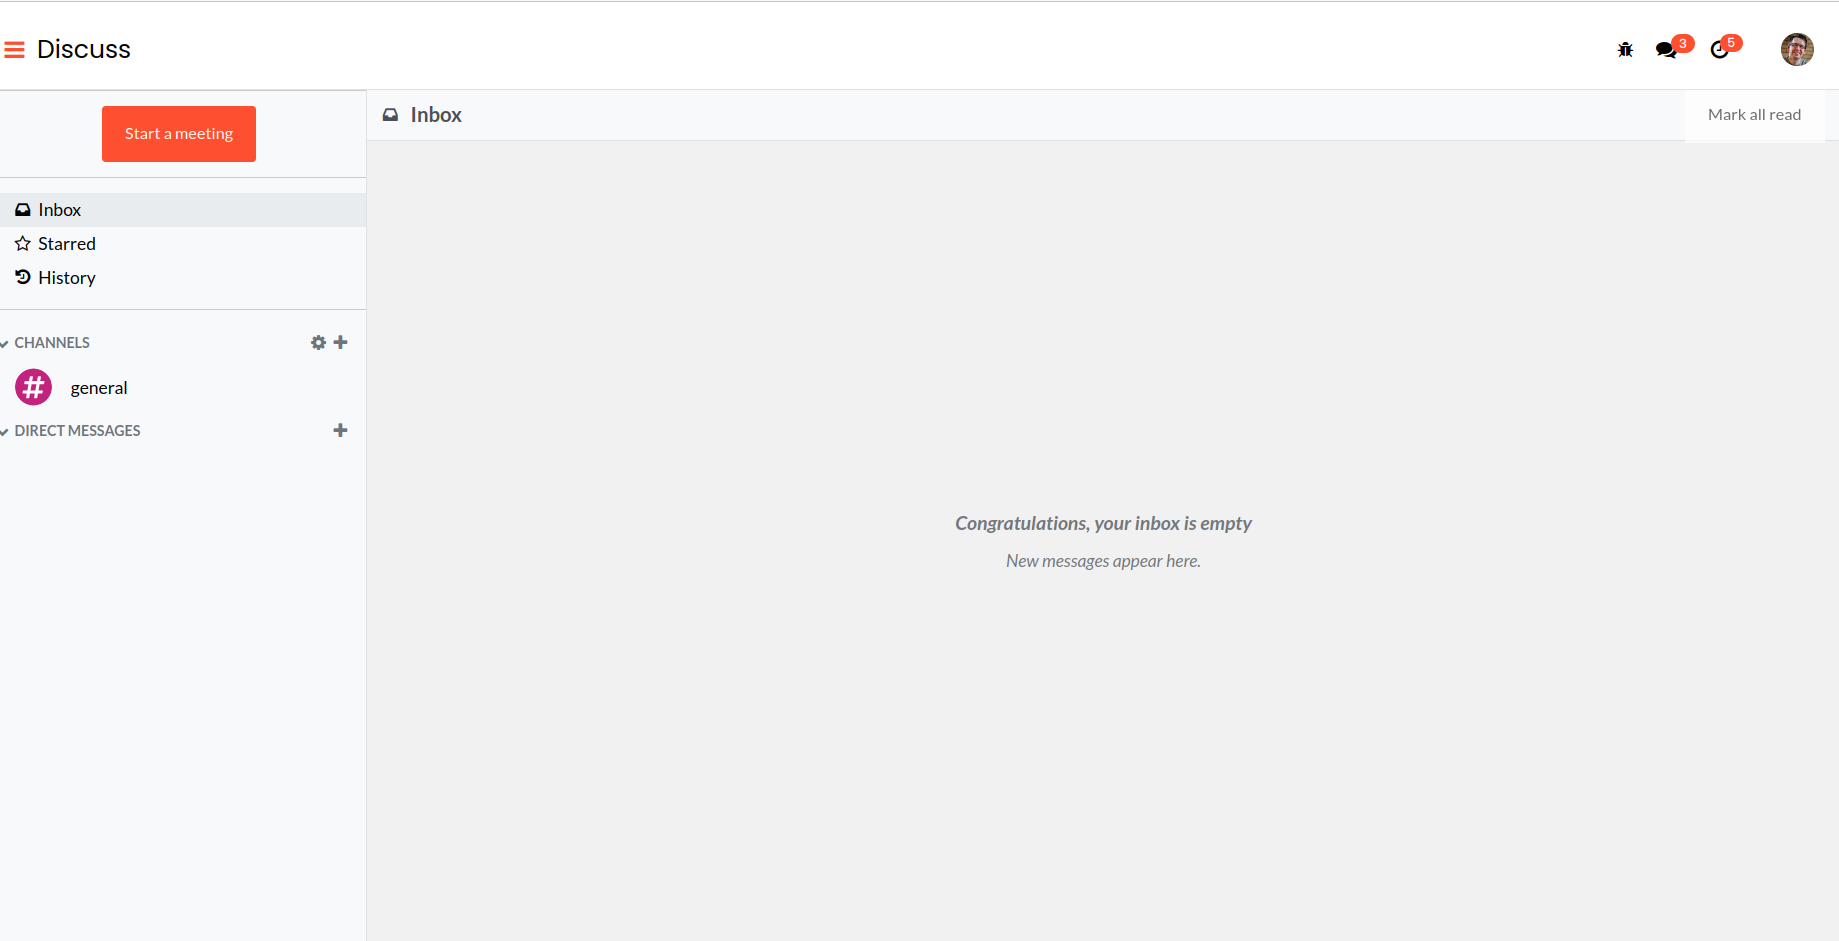 Discuss
3
5
Start a meeting
Inbox
Mark all read
Inbox
Starred
History
CHANNELS
general
DIRECT MESSAGES
Congratulations, your inbox is empty
New messages appear here.